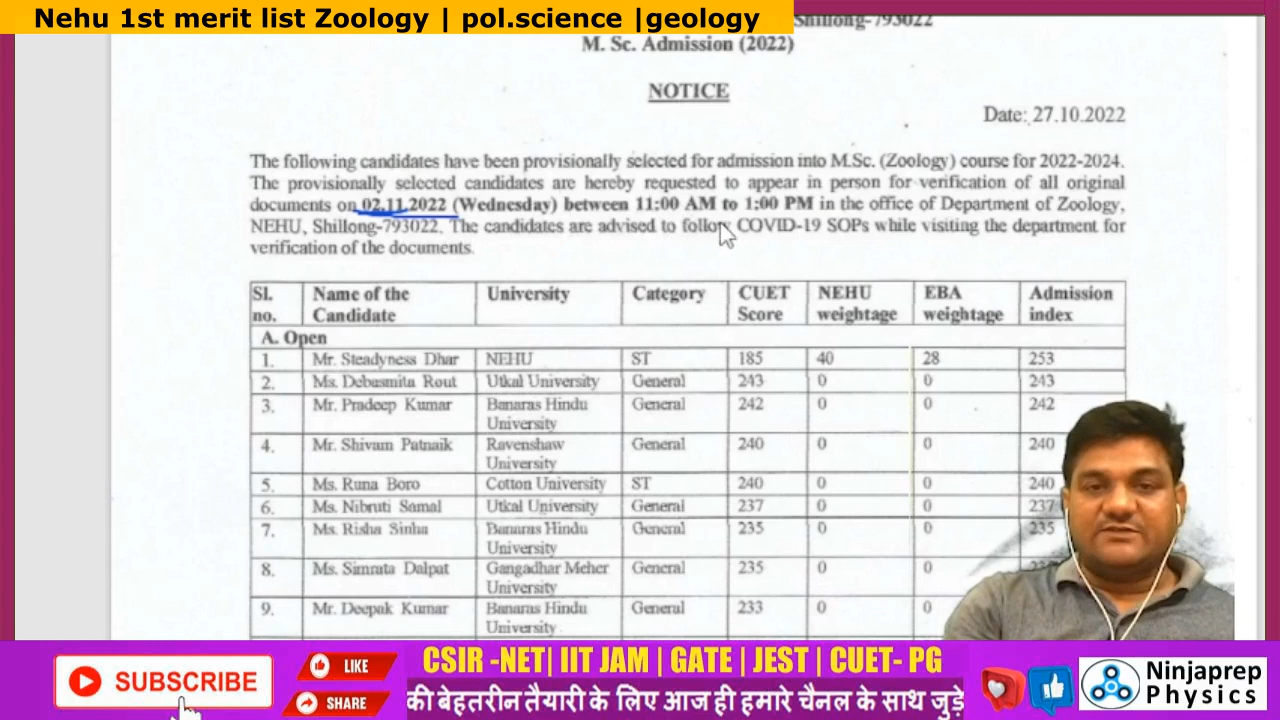 Nehu 1st merit list Zoology | pol.science |geology
Shillong-793022
M. Sc. Admission (2022)
NOTICE
Date: 27.10.2022
The following candidates have been provisionally selected for admission into M.Sc. (Zoology) course for 2022-2024.
The provisionally selected candidates are hereby requested to appear in person for verification of all original
documents on 02.11.2022 (Wednesday) between 11:00 AM to 1:00 PM in the office of Department of Zoology,
NEHU, Shillong-793022. The candidates are advised to follow COVID-19 SOPs while visiting the department for
verification of the documents.
Sl. no. Name of the Candidate University Category CUET Score NEHU weightage EBA weightage Admission index
A. Open
1. Mr. Steadyness Dhar NEHU ST 185 40 28 253
2. Ms. Debasmita Rout Utkal University General 243 0 0 243
3. Mr. Pradeep Kumar Banaras Hindu University General 242 0 0 242
4. Mr. Shivam Patnaik Ravenshaw University General 240 0 0 240
5. Ms. Runa Boro Cotton University ST 240 0 0 240
6. Ms. Nibruti Samal Utkal University General 237 0 0 237
7. Ms. Risha Sinha Banaras Hindu University General 235 0 0 235
8. Ms. Simrata Dalpat Gangadhar Meher University General 235 0 0
9. Mr. Deepak Kumar Banaras Hindu University General 233 0 0
SUBSCRIBE
LIKE
SHARE
CSIR -NET| IIT JAM | GATE | JEST | CUET- PG
की बेहतरीन तैयारी के लिए आज ही हमारे चैनल के साथ जुड़े
Ninjaprep
Physics